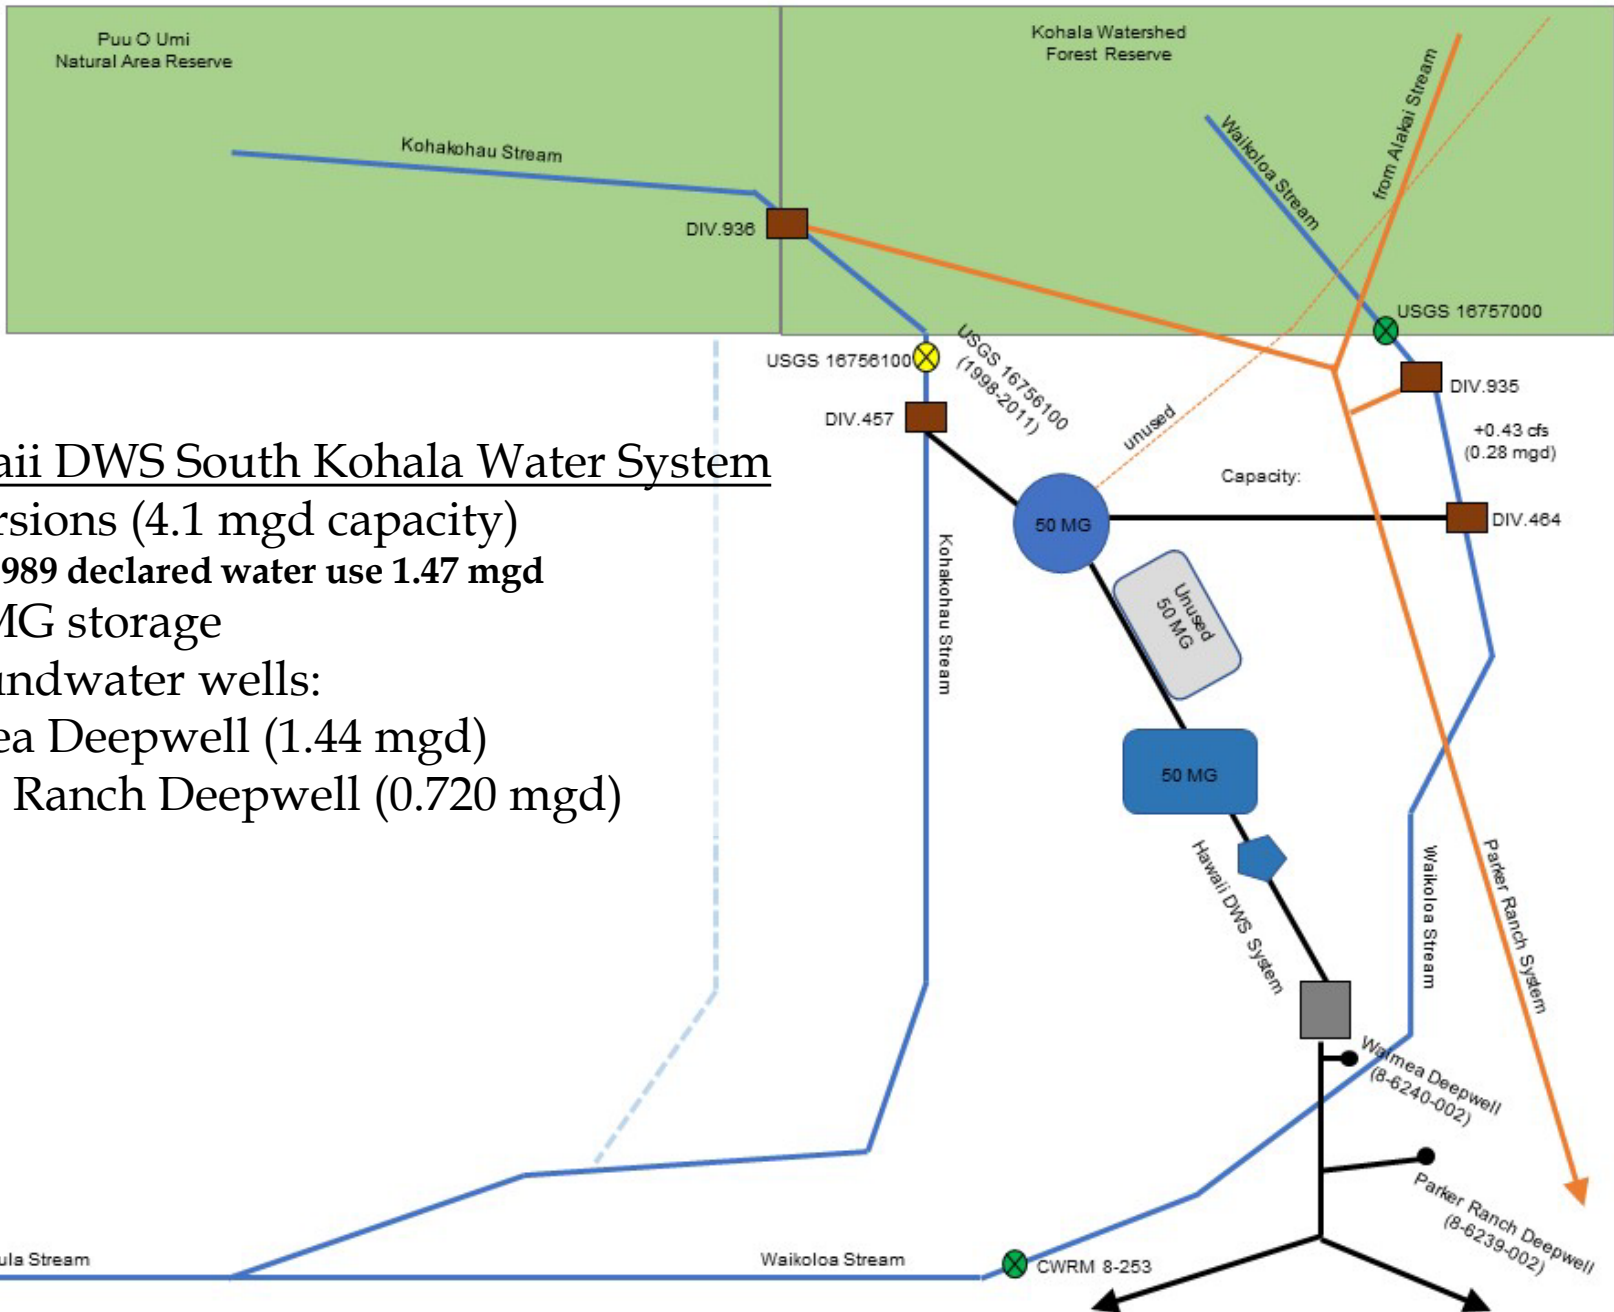 Puu O Umi
Natural Area Reserve
Kohala Watershed
Forest Reserve
from Alakai Stream
Waikoloa Stream
Kohakohau Stream
DIV.936
USGS 16757000
USGS 16756100
USGS 16756100
(1998-2011)
DIV.935
DIV.457
unused
+0.43 cfs
(0.28 mgd)
aii DWS South Kohala Water System
Capacity:
rsions (4.1 mgd capacity)
50 MG
DIV.464
989 declared water use 1.47 mgd
Kohakohau Stream
Unused
50 MG
MG storage
undwater wells:
ea Deepwell (1.44 mgd)
50 MG
Ranch Deepwell (0.720 mgd)
Hawaii DWS System
Waikoloa Stream
Parker Ranch System
Waimea Deepwell
(8-6240-002)
Parker Ranch Deepwell
(8-6239-002)
ula Stream
Waikoloa Stream
CWRM 8-253